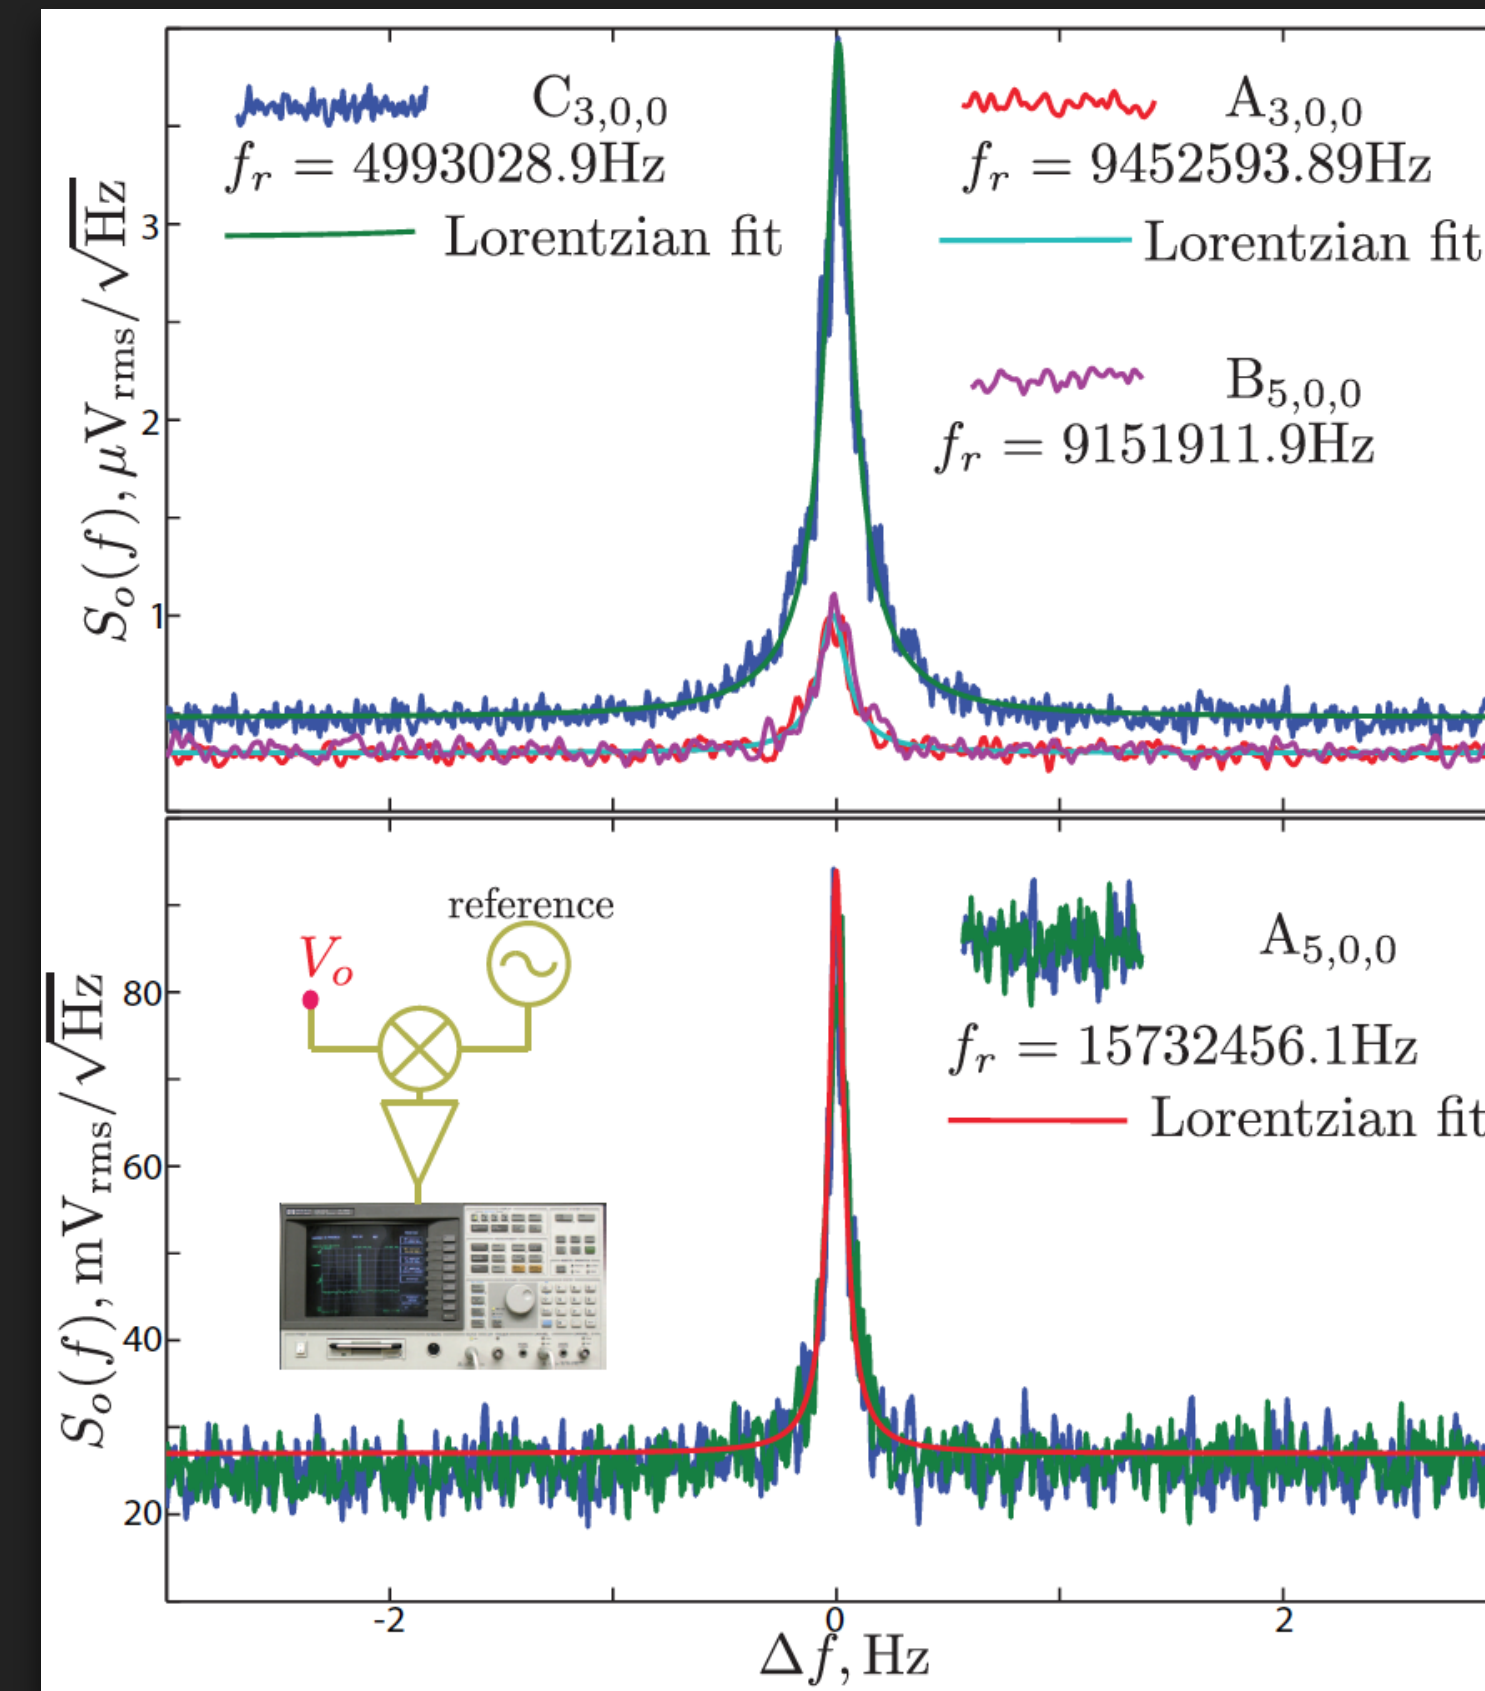 C3,0,0
fr = 4993028.9Hz
Lorentzian fit
A3,0,0
fr = 9452593.89Hz
Lorentzian fit
B5,0,0
fr = 9151911.9Hz
So(f), μVrms/√Hz
3
2
1
reference
Vo
A5,0,0
fr = 15732456.1Hz
Lorentzian fit
So(f), mVrms/√Hz
80
60
40
20
-2
0
2
Δf, Hz